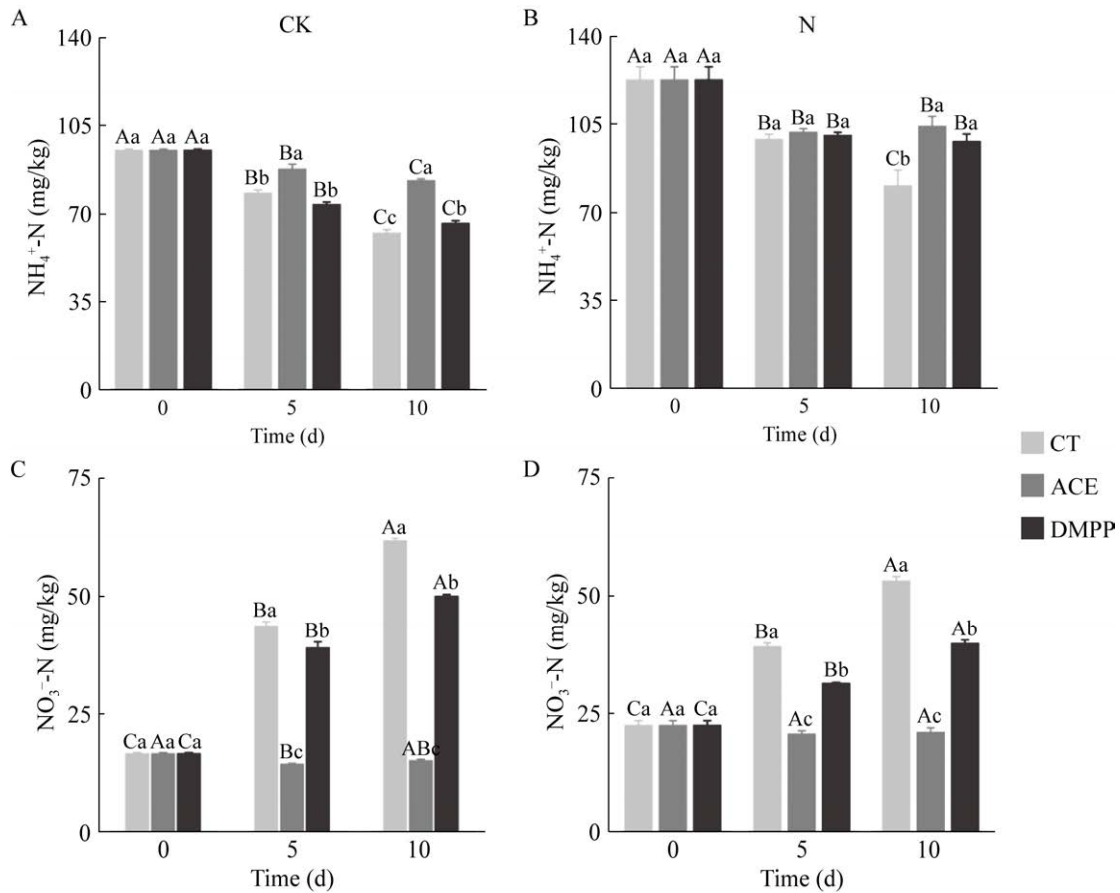 A
CK
140
105
70
35
0
NH₄⁺-N (mg/kg)
Aa Aa Aa
Bb
Ba
Bb
Cc
Ca
Cb
0 5 10
Time (d)
B
N
140
105
70
35
0
NH₄⁺-N (mg/kg)
Aa Aa Aa
Ba Ba Ba
Cb
Ba
Ba
0 5 10
Time (d)
CT
ACE
DMPP
C
75
50
25
0
NO₃⁻-N (mg/kg)
Ca Aa Ca
Ba
Bc
Bb
Aa
ABc
Ab
0 5 10
Time (d)
D
75
50
25
0
NO₃⁻-N (mg/kg)
Ca Aa Ca
Ba
Ac
Bb
Aa
Ac
Ab
0 5 10
Time (d)